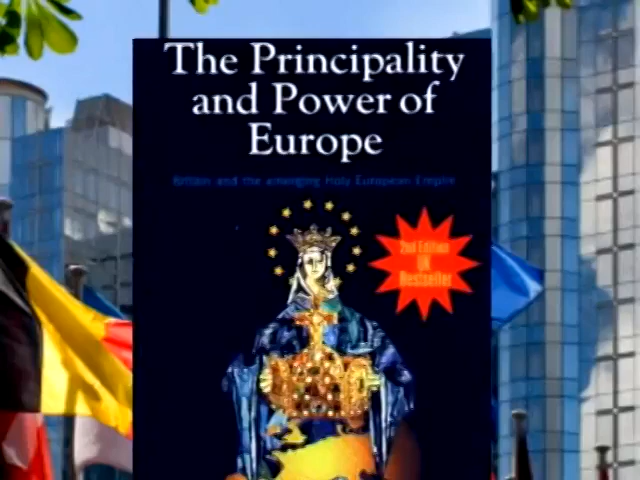 The Principality
and Power of
Europe
Britain and the emerging Holy European Empire
2nd Edition
UK
Bestseller